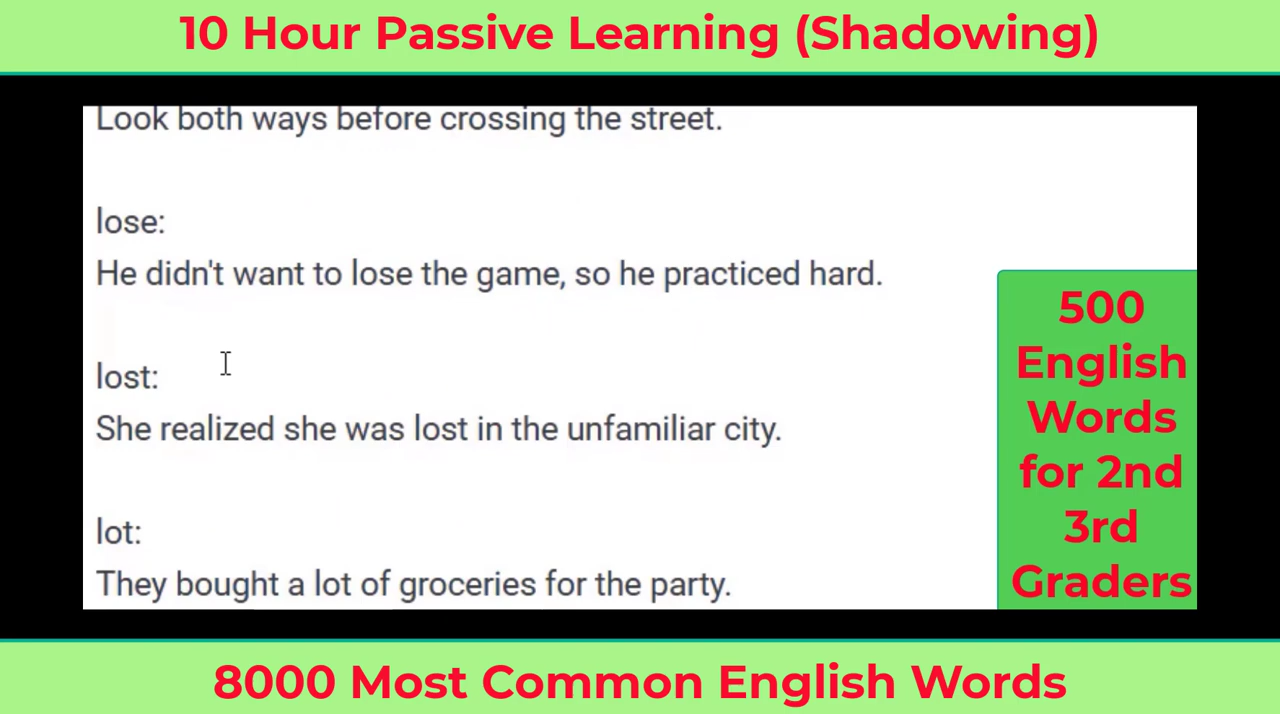 10 Hour Passive Learning (Shadowing)
Look both ways before crossing the street.
lose:
He didn't want to lose the game, so he practiced hard.
lost:
She realized she was lost in the unfamiliar city.
lot:
They bought a lot of groceries for the party.
500
English
Words
for 2nd
3rd
Graders
8000 Most Common English Words